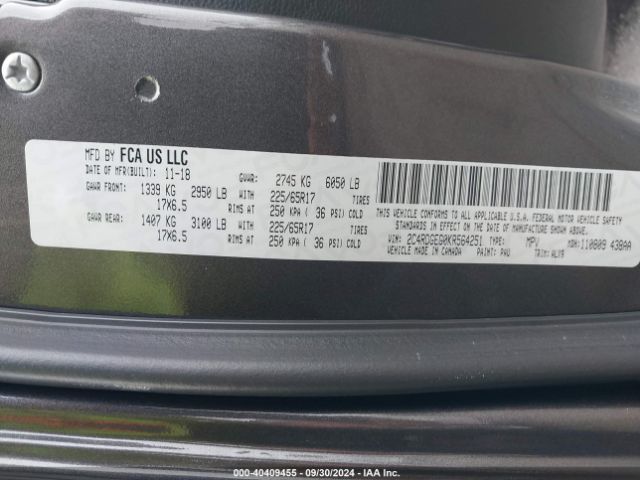 MFD BY FCA US LLC
DATE OF MFR(BUILT): 11-18 GVWR: 2745 KG 6050 LB
GAWR FRONT: 1339 KG 2950 LB WITH 225/65R17 TIRES
17X6.5 RIMS AT 250 KPA ( 36 PSI) COLD
GAWR REAR: 1407 KG 3100 LB WITH 225/65R17 TIRES
17X6.5 RIMS AT 250 KPA ( 36 PSI) COLD
THIS VEHICLE CONFORMS TO ALL APPLICABLE U.S.A. FEDERAL MOTOR VEHICLE SAFETY
STANDARDS IN EFFECT ON THE DATE OF MANUFACTURE SHOWN ABOVE.
VIN: 2C4RDGEG0KR564251 TYPE: MPV MDH: 110809 438AA
VEHICLE MADE IN CANADA PAINT: PAU TRIM:
000-40409455 - 09/30/2024 - IAA Inc.